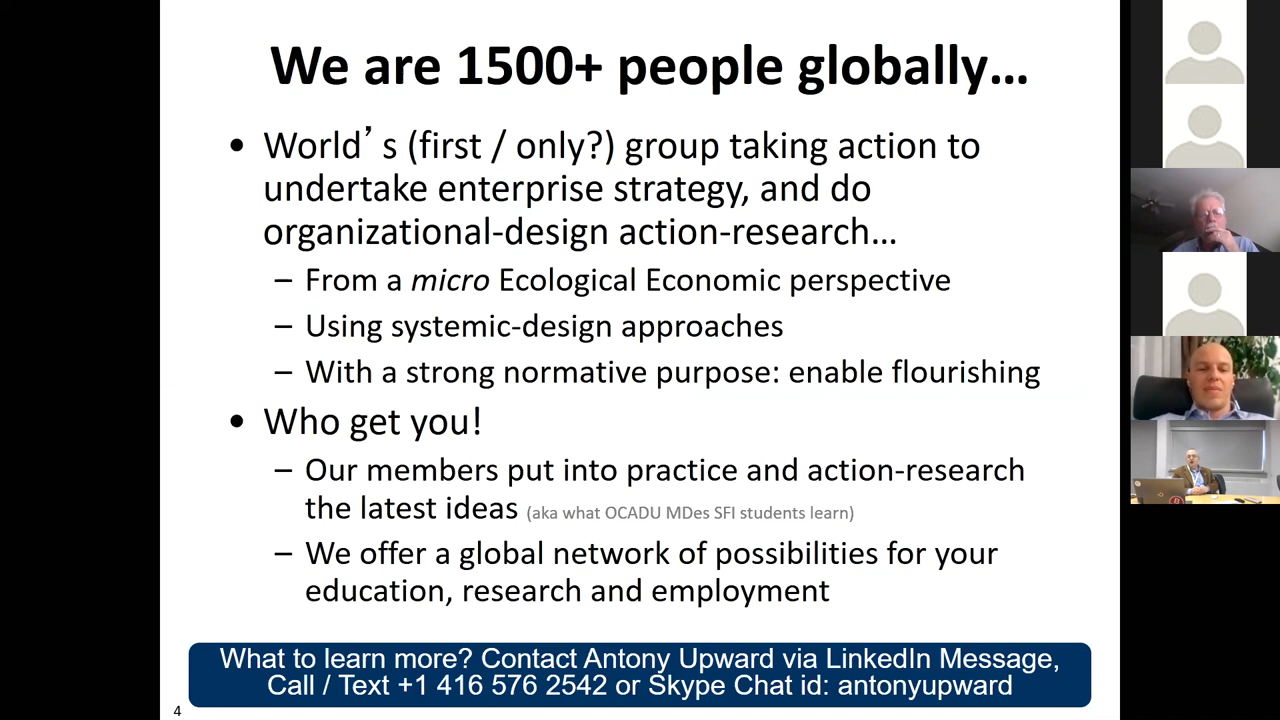 We are 1500+ people globally…
• World’s (first / only?) group taking action to
undertake enterprise strategy, and do
organizational-design action-research…
– From a micro Ecological Economic perspective
– Using systemic-design approaches
– With a strong normative purpose: enable flourishing
• Who get you!
– Our members put into practice and action-research
the latest ideas (aka what OCADU MDes SFI students learn)
– We offer a global network of possibilities for your
education, research and employment
What to learn more? Contact Antony Upward via LinkedIn Message,
Call / Text +1 416 576 2542 or Skype Chat id: antonyupward
4